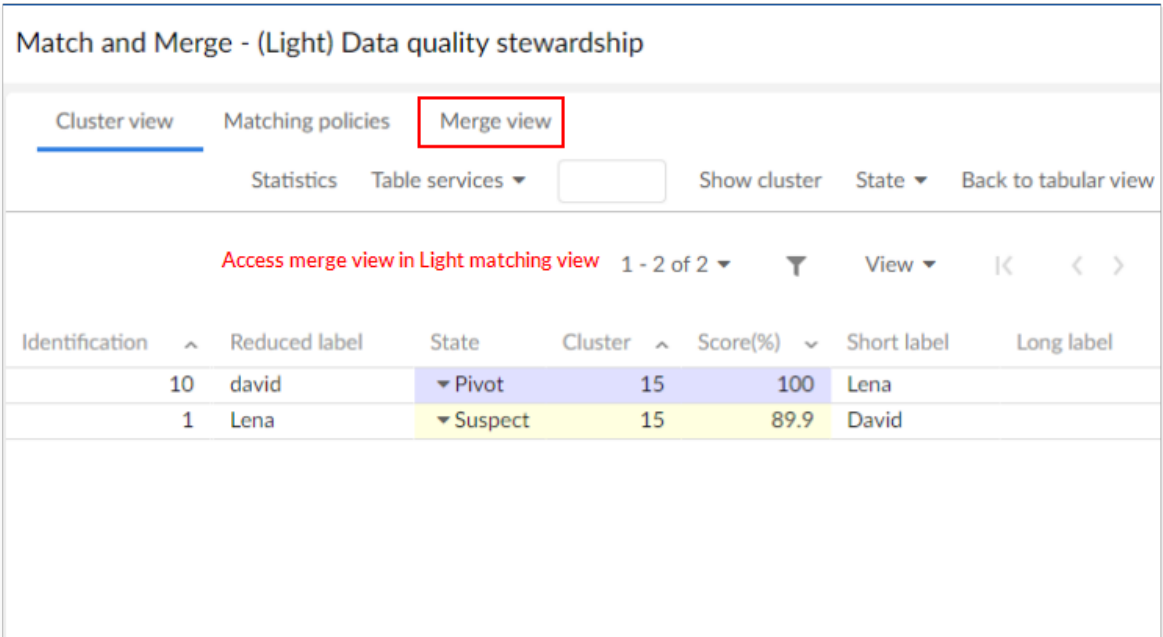 Match and Merge - (Light) Data quality stewardship
Cluster view Matching policies Merge view
Statistics Table services Show cluster State Back to tabular view
Access merge view in Light matching view 1 - 2 of 2 View
Identification Reduced label State Cluster Score(%) Short label Long label
10 david Pivot 15 100 Lena
1 Lena Suspect 15 89.9 David